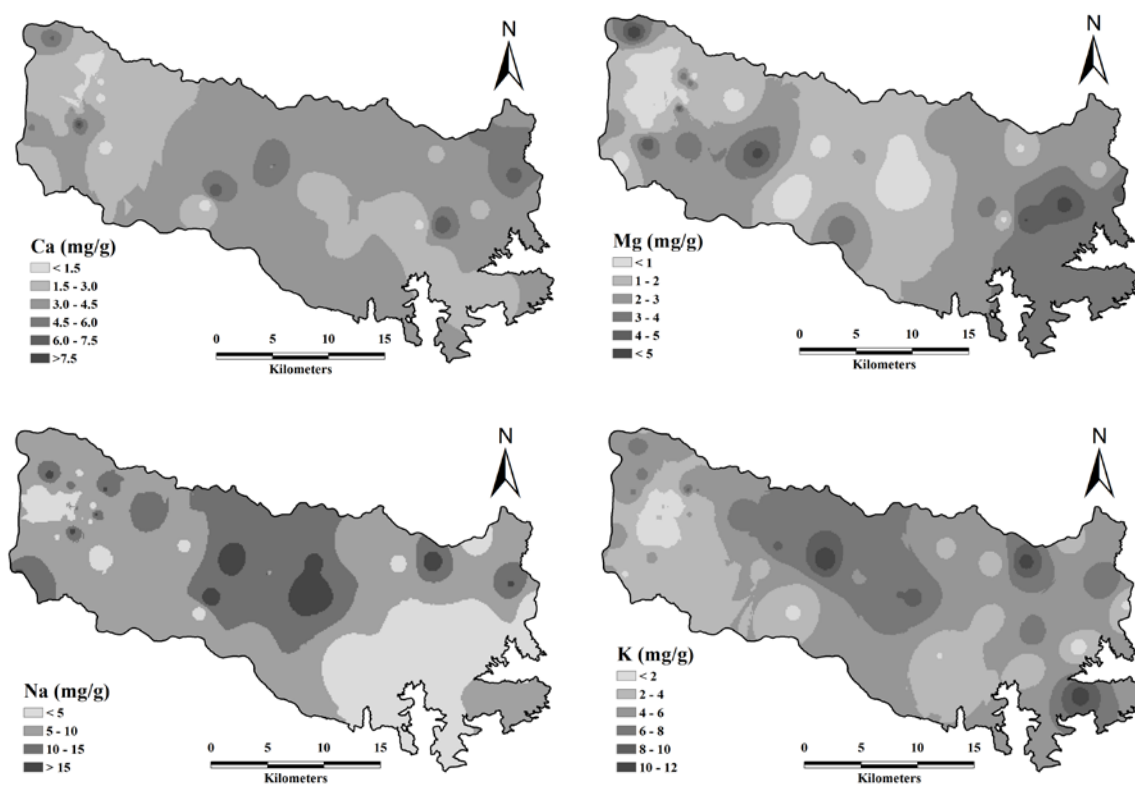 N
Ca (mg/g)
< 1.5
1.5 - 3.0
3.0 - 4.5
4.5 - 6.0
6.0 - 7.5
>7.5
0 5 10 15
Kilometers
N
Mg (mg/g)
< 1
1 - 2
2 - 3
3 - 4
4 - 5
< 5
0 5 10 15
Kilometers
N
Na (mg/g)
< 5
5 - 10
10 - 15
> 15
0 5 10 15
Kilometers
N
K (mg/g)
< 2
2 - 4
4 - 6
6 - 8
8 - 10
10 - 12
0 5 10 15
Kilometers